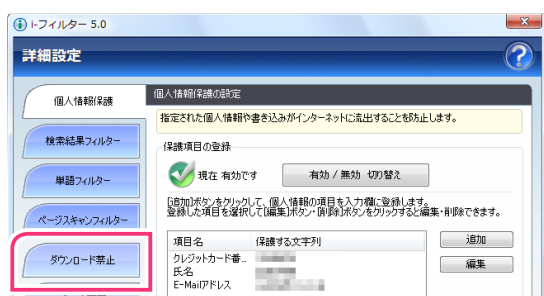 i-フィルター 5.0
詳細設定
個人情報保護
検索結果フィルター
単語フィルター
ページスキャンフィルター
ダウンロード禁止
個人情報保護の設定
指定された個人情報や書き込みがインターネットに流出することを防止します。
保護項目の登録
現在 有効です
有効 / 無効 切り替え
[追加]ボタンをクリックして、個人情報の項目を入力欄に登録します。
登録した項目を選択して[編集]ボタン・[削除]ボタンをクリックすると編集・削除できます。
項目名 保護する文字列
クレジットカード番...
氏名
E-Mailアドレス
追加
編集